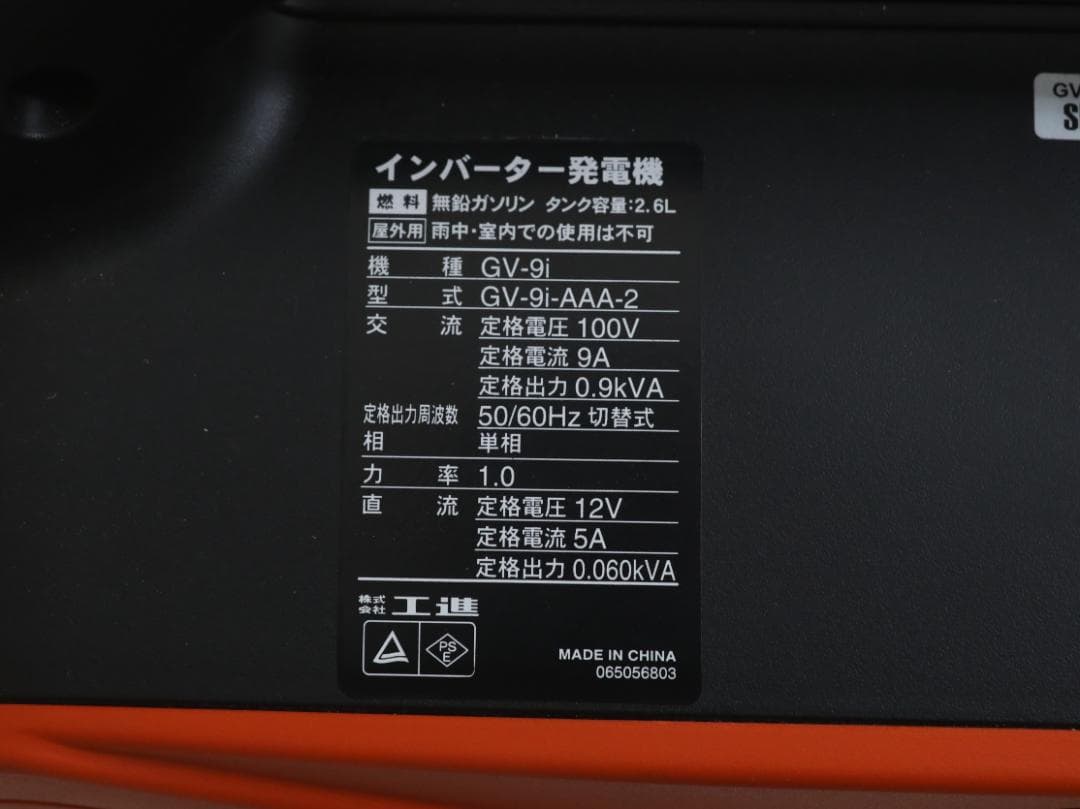 インバーター発電機
燃料 無鉛ガソリン タンク容量:2.6L
屋外用 雨中・室内での使用は不可
機種 GV-9i
型式 GV-9i-AAA-2
交流 定格電圧 100V
定格電流 9A
定格出力 0.9kVA
定格出力周波数 50/60Hz 切替式
相 単相
力率 1.0
直流 定格電圧 12V
定格電流 5A
定格出力 0.060kVA
株式会社 工進
PSE
MADE IN CHINA
065056803
GV